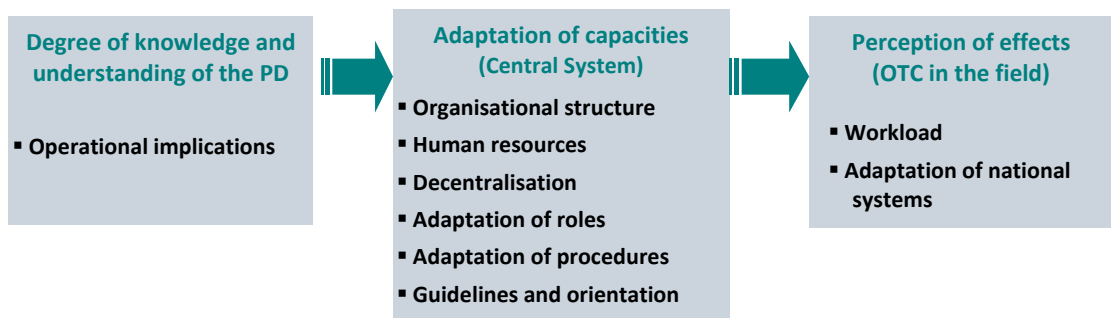 Degree of knowledge and
understanding of the PD
▪ Operational implications
Adaptation of capacities
(Central System)
▪ Organisational structure
▪ Human resources
▪ Decentralisation
▪ Adaptation of roles
▪ Adaptation of procedures
▪ Guidelines and orientation
Perception of effects
(OTC in the field)
▪ Workload
▪ Adaptation of national
systems